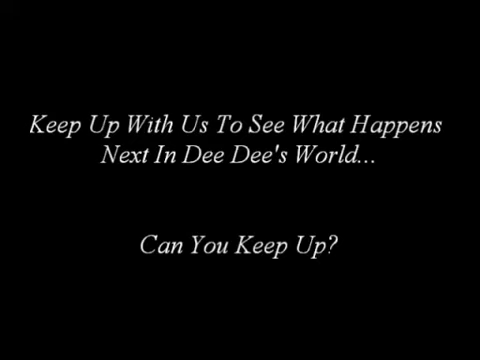 Keep Up With Us To See What Happens
Next In Dee Dee's World...
Can You Keep Up?